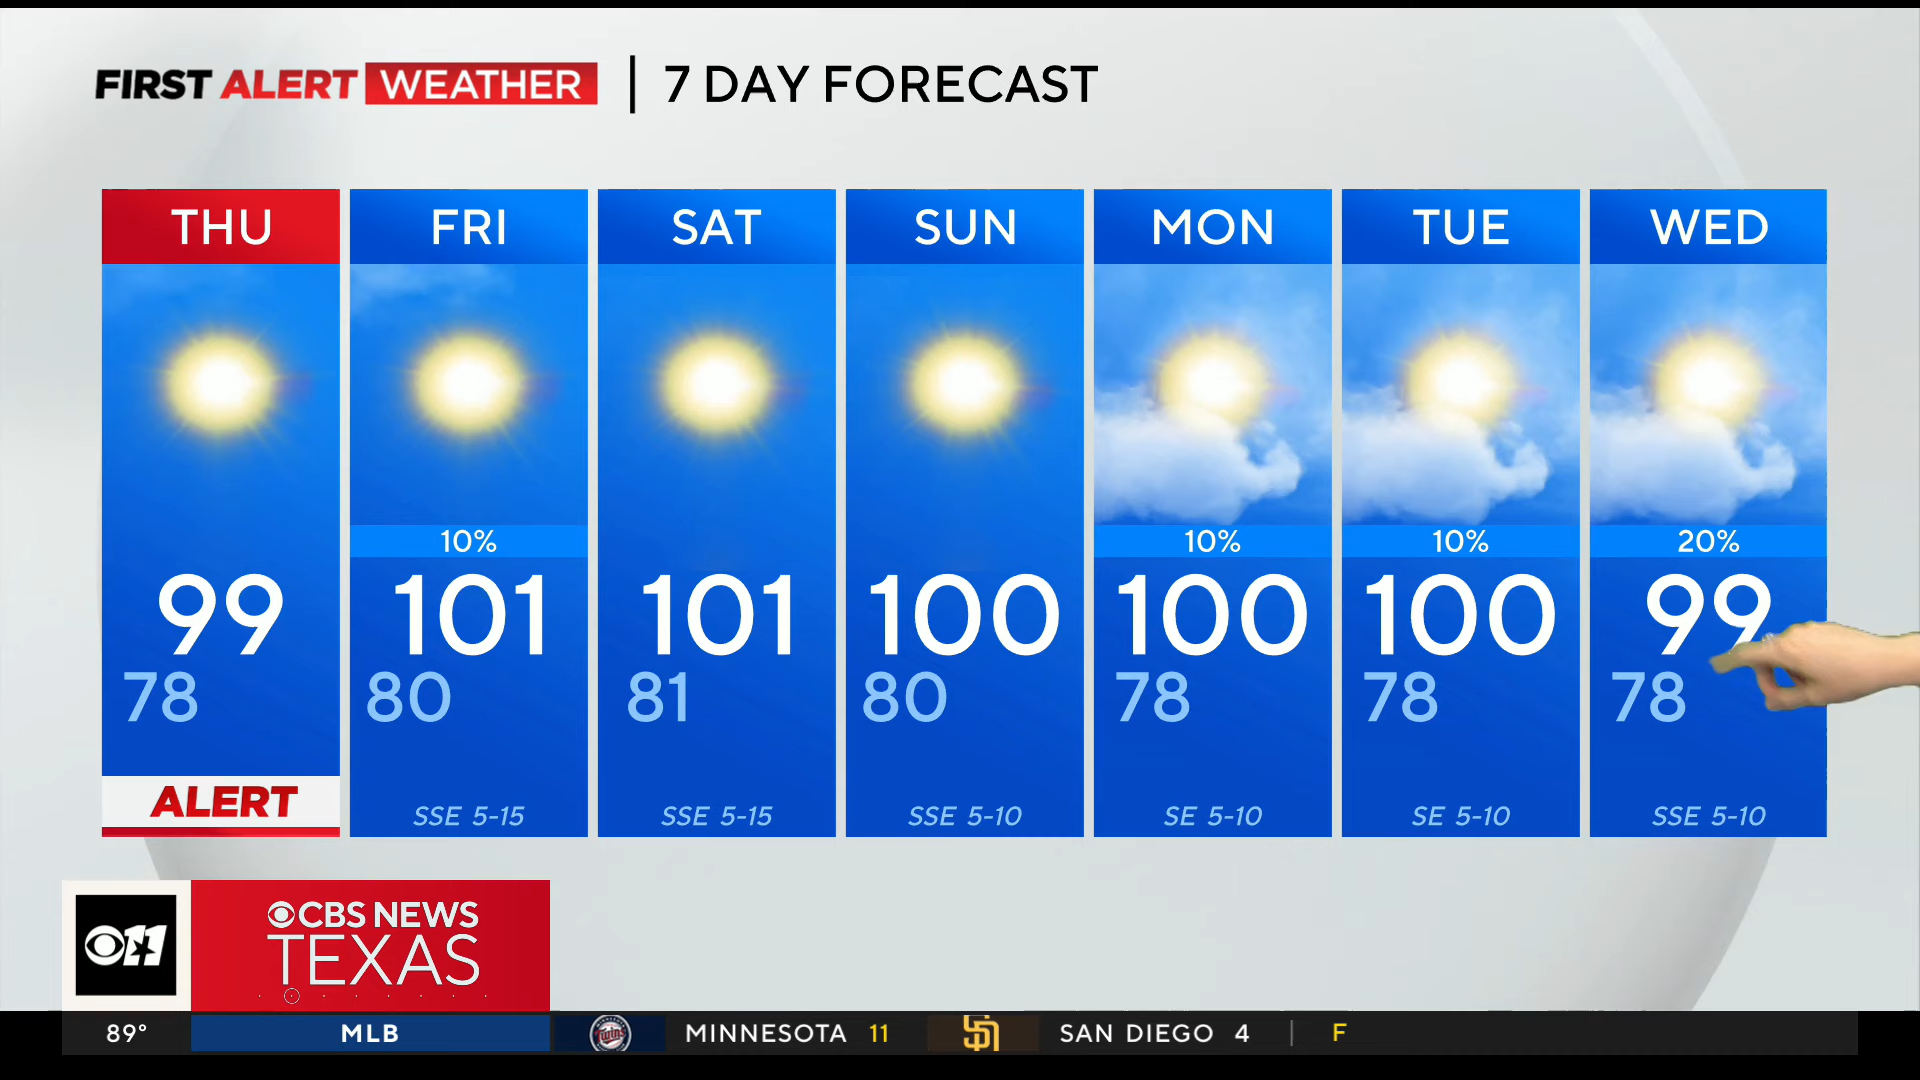 FIRST ALERT WEATHER | 7 DAY FORECAST
THU FRI SAT SUN MON TUE WED
10% 10% 10% 20%
99 101 101 100 100 100 99
78 80 81 80 78 78 78
ALERT
SSE 5-15 SSE 5-15 SSE 5-10 SE 5-10 SE 5-10 SSE 5-10
11
CBS NEWS
TEXAS
89° MLB Twins MINNESOTA 11 SD SAN DIEGO 4 | F